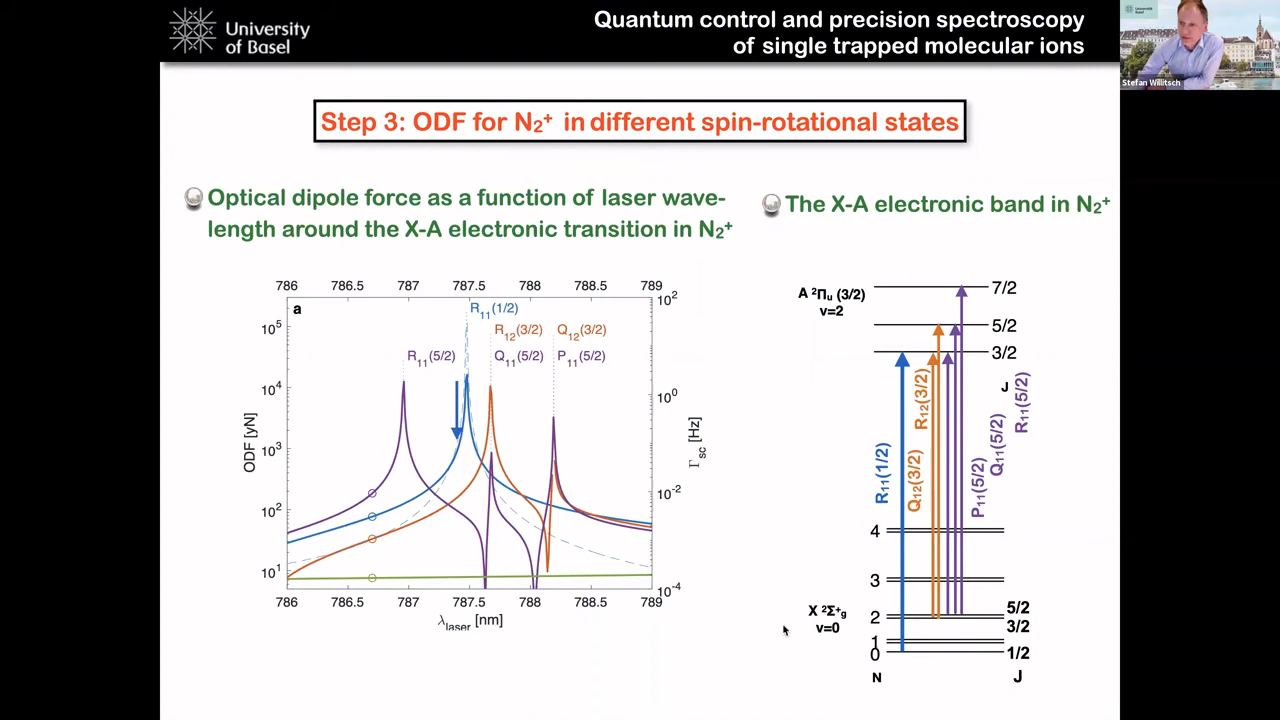 University
of Basel
Quantum control and precision spectroscopy
of single trapped molecular ions
Universität
Basel
Stefan Willitsch
Step 3: ODF for N₂⁺ in different spin-rotational states
Optical dipole force as a function of laser wave-
length around the X-A electronic transition in N₂⁺
The X-A electronic band in N₂⁺
786 786.5 787 787.5 788 788.5 789
a
R₁₁(1/2)
R₁₂(3/2) Q₁₂(3/2)
R₁₁(5/2) Q₁₁(5/2) P₁₁(5/2)
10⁵
10⁴
10³
10²
10¹
ODF [yN]
10²
10⁰
10⁻²
10⁻⁴
Γsc [Hz]
786 786.5 787 787.5 788 788.5 789
λlaser [nm]
A ²Πu (3/2)
v=2
7/2
5/2
3/2
J
R₁₁(1/2)
Q₁₂(3/2)
R₁₂(3/2)
P₁₁(5/2)
Q₁₁(5/2)
R₁₁(5/2)
4
3
2
1
0
X ²Σ⁺g
v=0
5/2
3/2
1/2
N
J